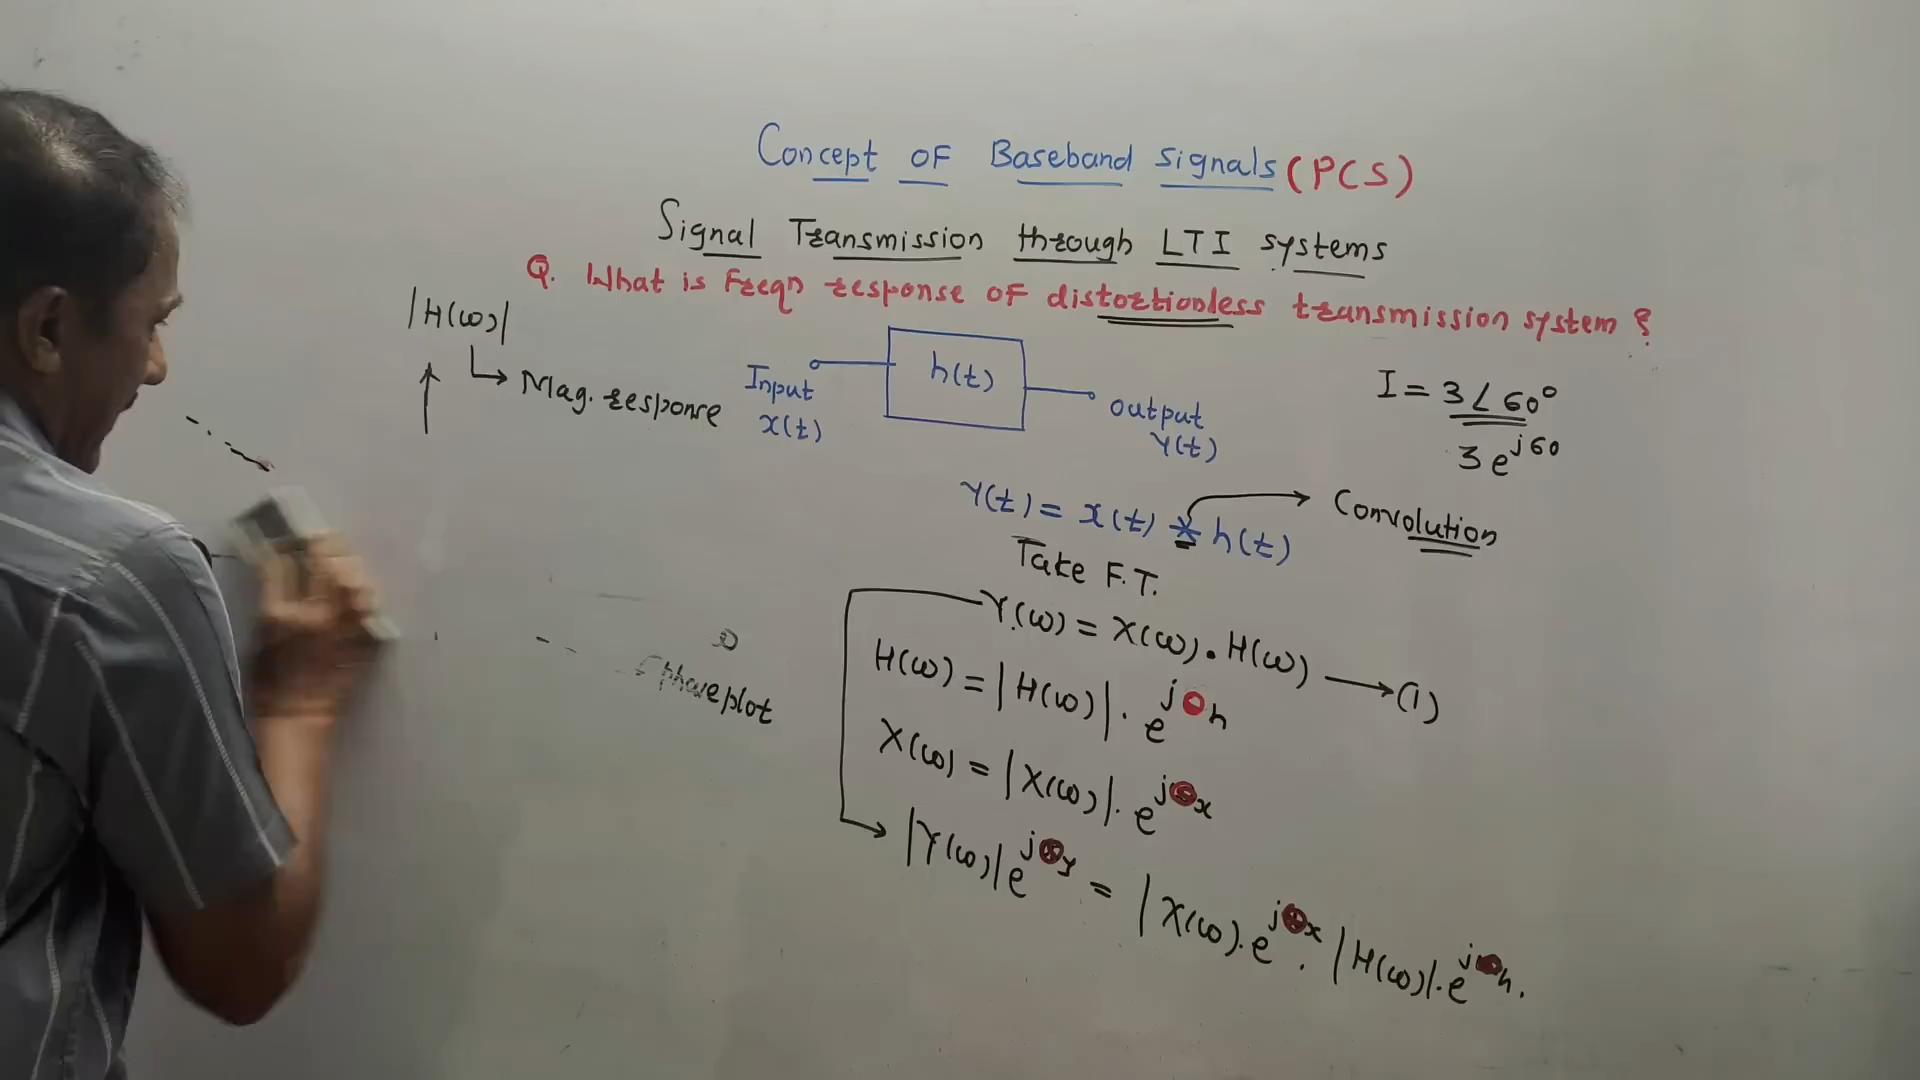 Concept OF Baseband Signals (PCS)
Signal Transmission through LTI systems
Q. What is Freqn response of distortionless transmission system ?
|H(ω)|
Mag. response
Input
x(t)
h(t)
output
Y(t)
I = 3∠60°
3e^j60
Y(t) = x(t) * h(t)
Convolution
Take F.T.
Y(ω) = X(ω) . H(ω) → (1)
H(ω) = |H(ω)| . e^jθh
X(ω) = |X(ω)| . e^jθx
|Y(ω)| e^jθy = |X(ω) . e^jθx . |H(ω)| . e^jθh .
ω
phase plot